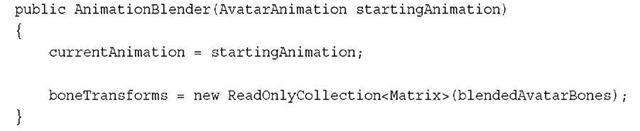 public AnimationBlender(AvatarAnimation startingAnimation)
{
    currentAnimation = startingAnimation;

    boneTransforms = new ReadOnlyCollection<Matrix>(blendedAvatarBones);
}